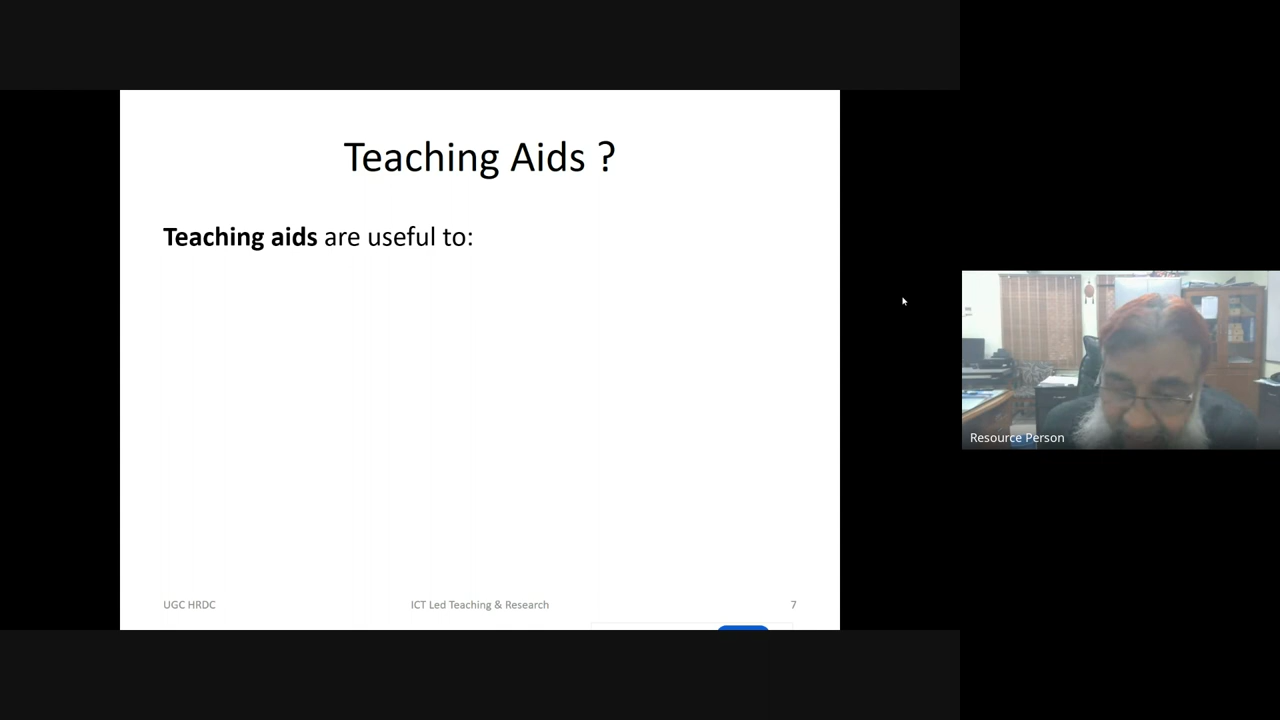 Teaching Aids ?
Teaching aids are useful to:
Resource Person
UGC HRDC
ICT Led Teaching & Research
7